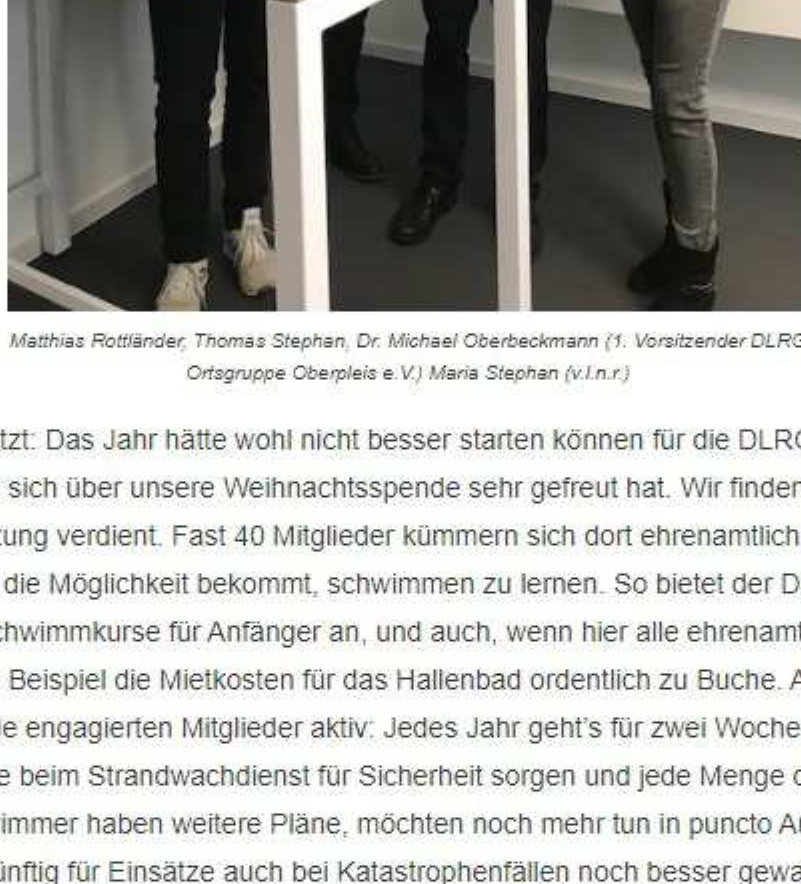 Matthias Rottländer, Thomas Stephan, Dr. Michael Oberbeckmann (1. Vorsitzender DLRG
Ortsgruppe Oberpleis e.V.) Maria Stephan (v.l.n.r.)
tzt: Das Jahr hätte wohl nicht besser starten können für die DLRG
sich über unsere Weihnachtsspende sehr gefreut hat. Wir finden
zung verdient. Fast 40 Mitglieder kümmern sich dort ehrenamtlich
die Möglichkeit bekommt, schwimmen zu lernen. So bietet der D
chwimmkurse für Anfänger an, und auch, wenn hier alle ehrenamt
Beispiel die Mietkosten für das Hallenbad ordentlich zu Buche. A
ie engagierten Mitglieder aktiv: Jedes Jahr geht's für zwei Woche
e beim Strandwachdienst für Sicherheit sorgen und jede Menge
immer haben weitere Pläne, möchten noch mehr tun in puncto Au
ünftig für Einsätze auch bei Katastrophenfällen noch besser gewa